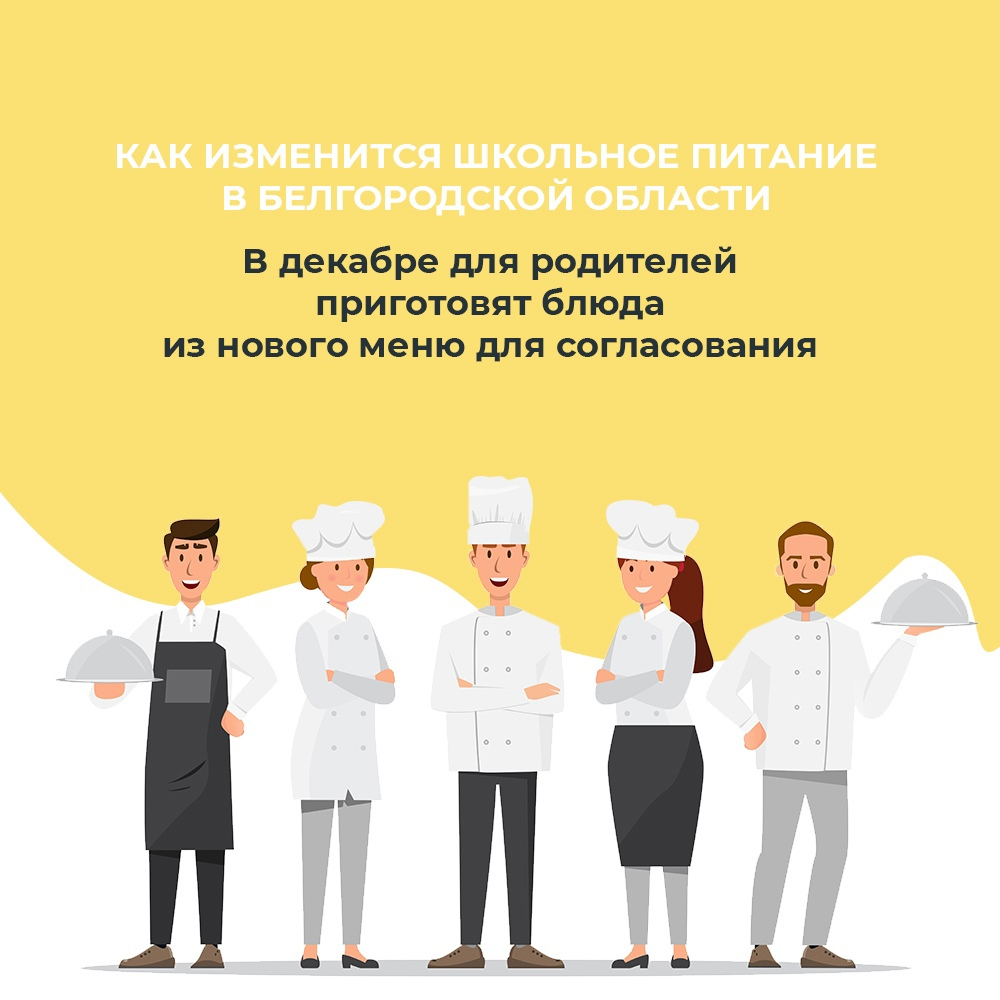 КАК ИЗМЕНИТСЯ ШКОЛЬНОЕ ПИТАНИЕ
В БЕЛГОРОДСКОЙ ОБЛАСТИ
В декабре для родителей
приготовят блюда
из нового меню для согласования